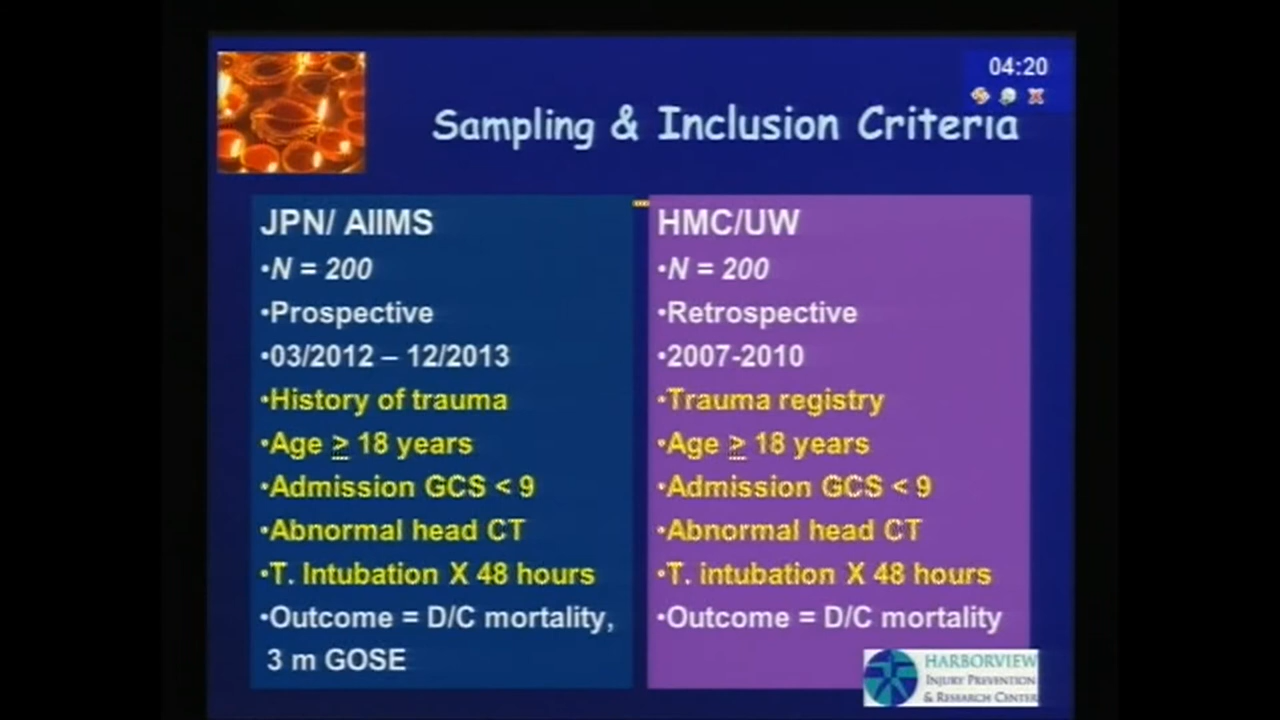 04:20
Sampling & Inclusion Criteria
JPN/ AIIMS
•N = 200
•Prospective
•03/2012 – 12/2013
•History of trauma
•Age ≥ 18 years
•Admission GCS < 9
•Abnormal head CT
•T. Intubation X 48 hours
•Outcome = D/C mortality,
3 m GOSE
HMC/UW
•N = 200
•Retrospective
•2007-2010
•Trauma registry
•Age ≥ 18 years
•Admission GCS < 9
•Abnormal head CT
•T. intubation X 48 hours
•Outcome = D/C mortality
HARBORVIEW
INJURY PREVENTION
& RESEARCH CENTER